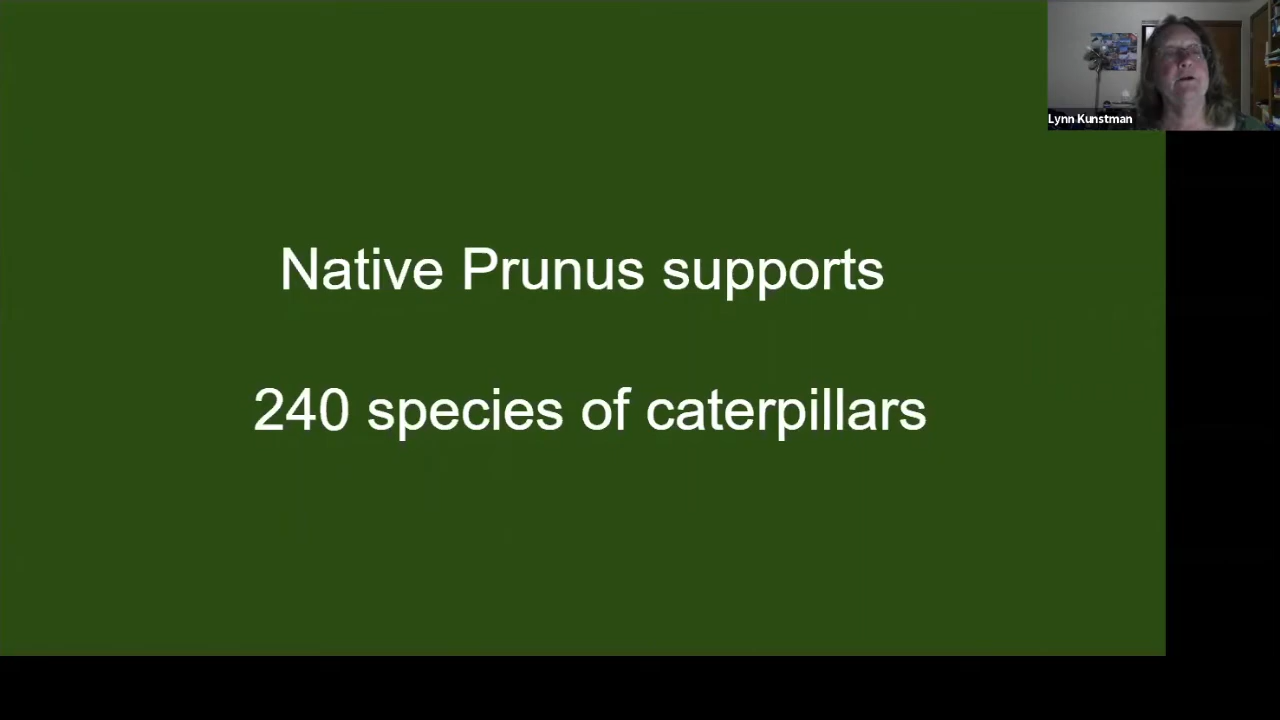 Lynn Kunstman
Native Prunus supports
240 species of caterpillars